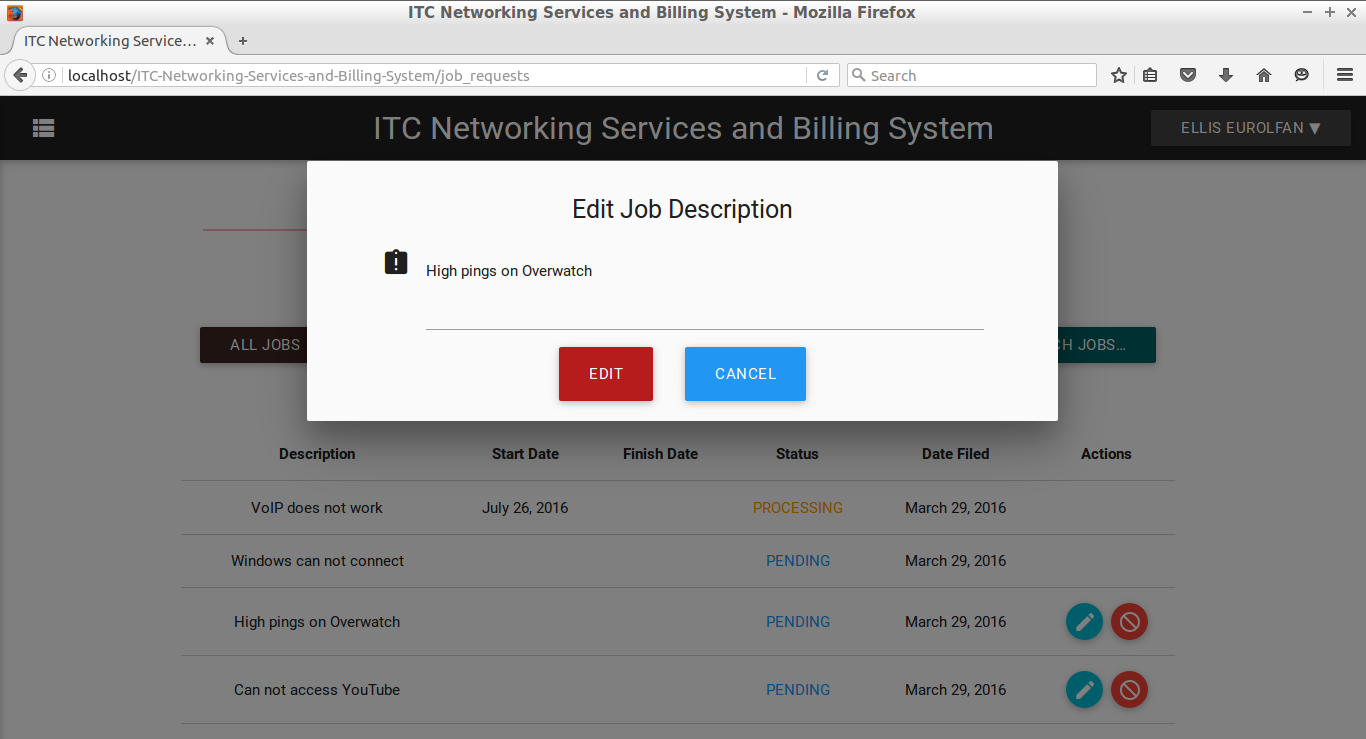 ITC Networking Services and Billing System - Mozilla Firefox
ITC Networking Service...
localhost/ITC-Networking-Services-and-Billing-System/job_requests
Search
ITC Networking Services and Billing System
ELLIS EUROLFAN ▼
Edit Job Description
High pings on Overwatch
ALL JOBS
CH JOBS...
EDIT
CANCEL
Description Start Date Finish Date Status Date Filed Actions
VoIP does not work July 26, 2016 PROCESSING March 29, 2016
Windows can not connect PENDING March 29, 2016
High pings on Overwatch PENDING March 29, 2016
Can not access YouTube PENDING March 29, 2016